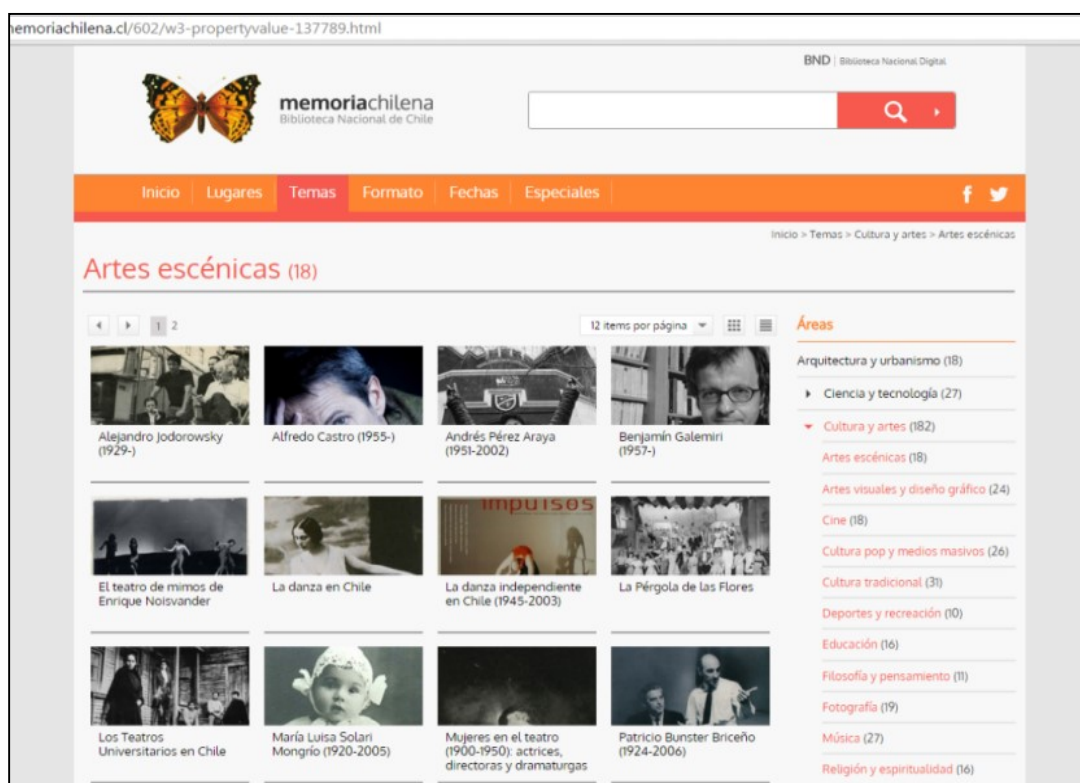 memoriachilena.cl/602/w3-propertyvalue-137789.html
BND | Biblioteca Nacional Digital
memoriachilena
Biblioteca Nacional de Chile
Inicio Lugares Temas Formato Fechas Especiales
Inicio > Temas > Cultura y artes > Artes escénicas
Artes escénicas (18)
1 2
12 items por página
Alejandro Jodorowsky
(1929-)
Alfredo Castro (1955-)
Andrés Pérez Araya
(1951-2002)
Benjamín Galemiri
(1957-)
impulsos
El teatro de mimos de
Enrique Noisvander
La danza en Chile
La danza independiente
en Chile (1945-2003)
La Pérgola de las Flores
Los Teatros
Universitarios en Chile
María Luisa Solari
Mongrío (1920-2005)
Mujeres en el teatro
(1900-1950): actrices,
directoras y dramaturgas
Patricio Bunster Briceño
(1924-2006)
Áreas
Arquitectura y urbanismo (18)
Ciencia y tecnología (27)
Cultura y artes (182)
Artes escénicas (18)
Artes visuales y diseño gráfico (24)
Cine (18)
Cultura pop y medios masivos (26)
Cultura tradicional (31)
Deportes y recreación (10)
Educación (16)
Filosofía y pensamiento (11)
Fotografía (19)
Música (27)
Religión y espiritualidad (16)